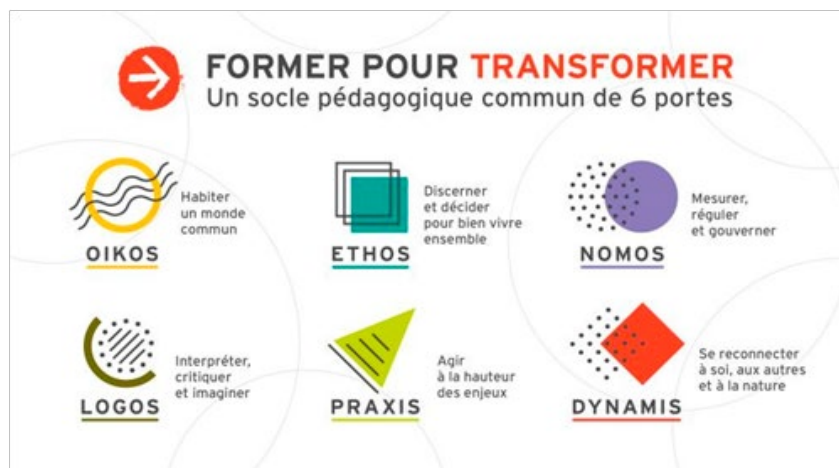 FORMER POUR TRANSFORMER
Un socle pédagogique commun de 6 portes
Habiter
un monde
commun
OIKOS
Discerner
et décider
pour bien vivre
ensemble
ETHOS
Mesurer,
réguler
et gouverner
NOMOS
Interpréter,
critiquer
et imaginer
LOGOS
Agir
à la hauteur
des enjeux
PRAXIS
Se reconnecter
à soi, aux autres
et à la nature
DYNAMIS